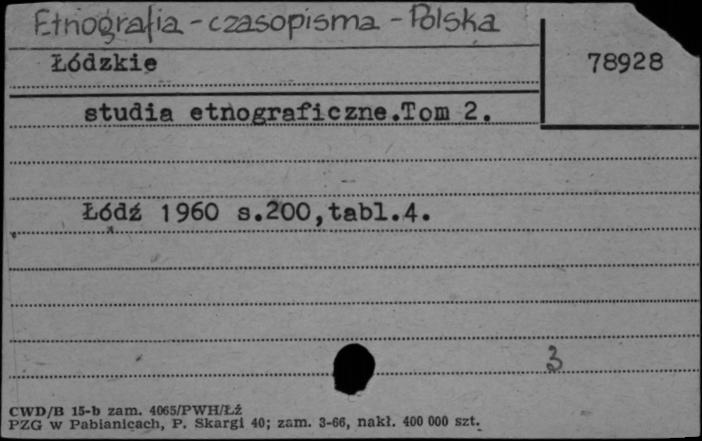 Etnografia - czasopisma - Polska
Łódzkie
78928
studia etnograficzne.Tom 2.
Łódź 1960 s.200,tabl.4.
3
CWD/B 15-b zam. 4065/PWH/Łź
PZG w Pabianicach, P. Skargi 40; zam. 3-66, nakł. 400 000 szt.